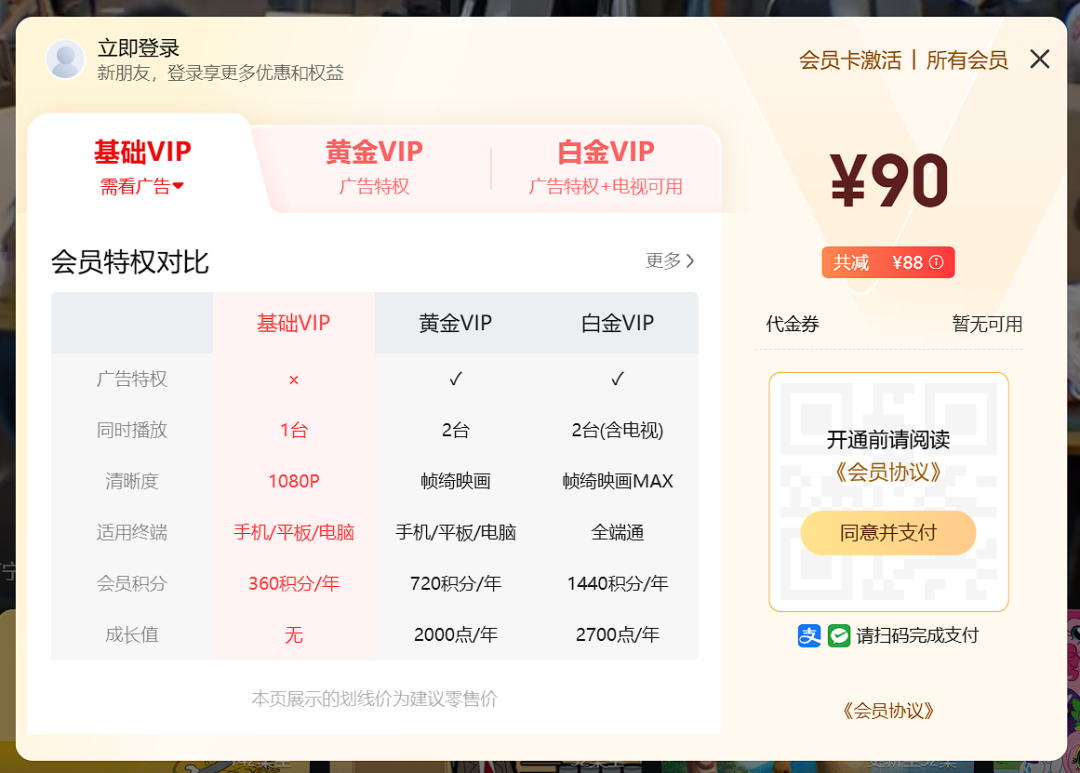 立即登录
新朋友，登录享更多优惠和权益
会员卡激活 | 所有会员
基础VIP
需看广告
黄金VIP
广告特权
白金VIP
广告特权+电视可用
¥90
共减 ¥88
会员特权对比
更多
代金券 暂无可用
基础VIP 黄金VIP 白金VIP
广告特权 × ✓ ✓
同时播放 1台 2台 2台(含电视)
清晰度 1080P 帧绮映画 帧绮映画MAX
适用终端 手机/平板/电脑 手机/平板/电脑 全端通
会员积分 360积分/年 720积分/年 1440积分/年
成长值 无 2000点/年 2700点/年
本页展示的划线价为建议零售价
开通前请阅读
《会员协议》
同意并支付
支 请扫码完成支付
《会员协议》